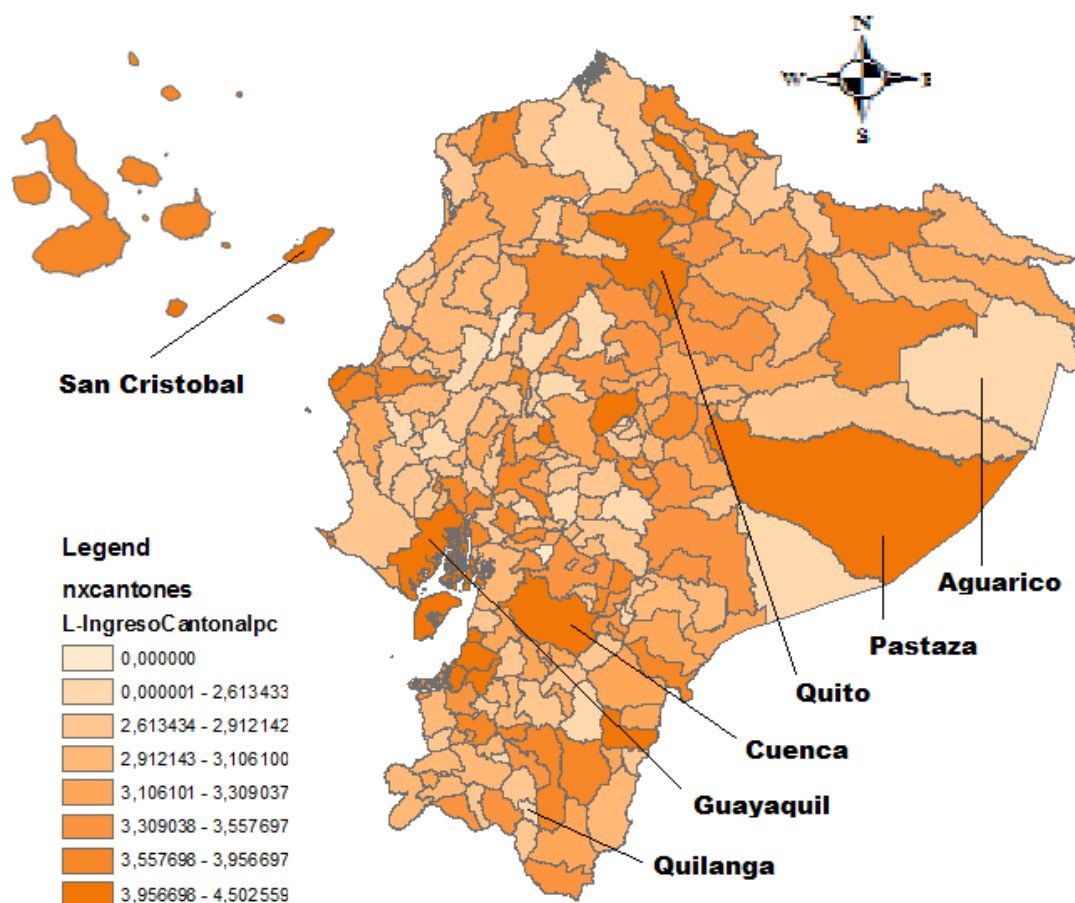 N
W
E
S
San Cristobal
Legend
nxcantones
L-IngresoCantonalpc
0,000000
0,000001 - 2,613433
2,613434 - 2,912142
2,912143 - 3,106100
3,106101 - 3,309037
3,309038 - 3,557697
3,557698 - 3,956697
3,956698 - 4,502559
Aguarico
Pastaza
Quito
Cuenca
Guayaquil
Quilanga